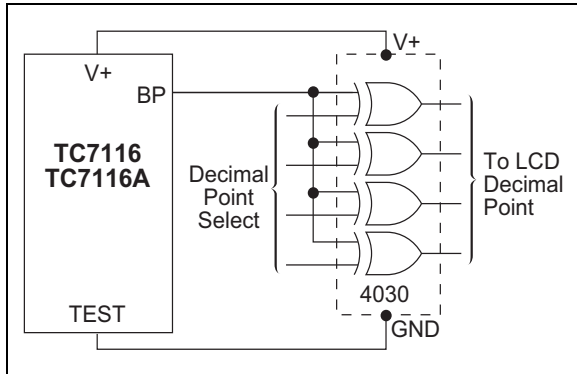 V+
BP
TC7116
TC7116A
TEST
Decimal
Point
Select
V+
4030
GND
To LCD
Decimal
Point